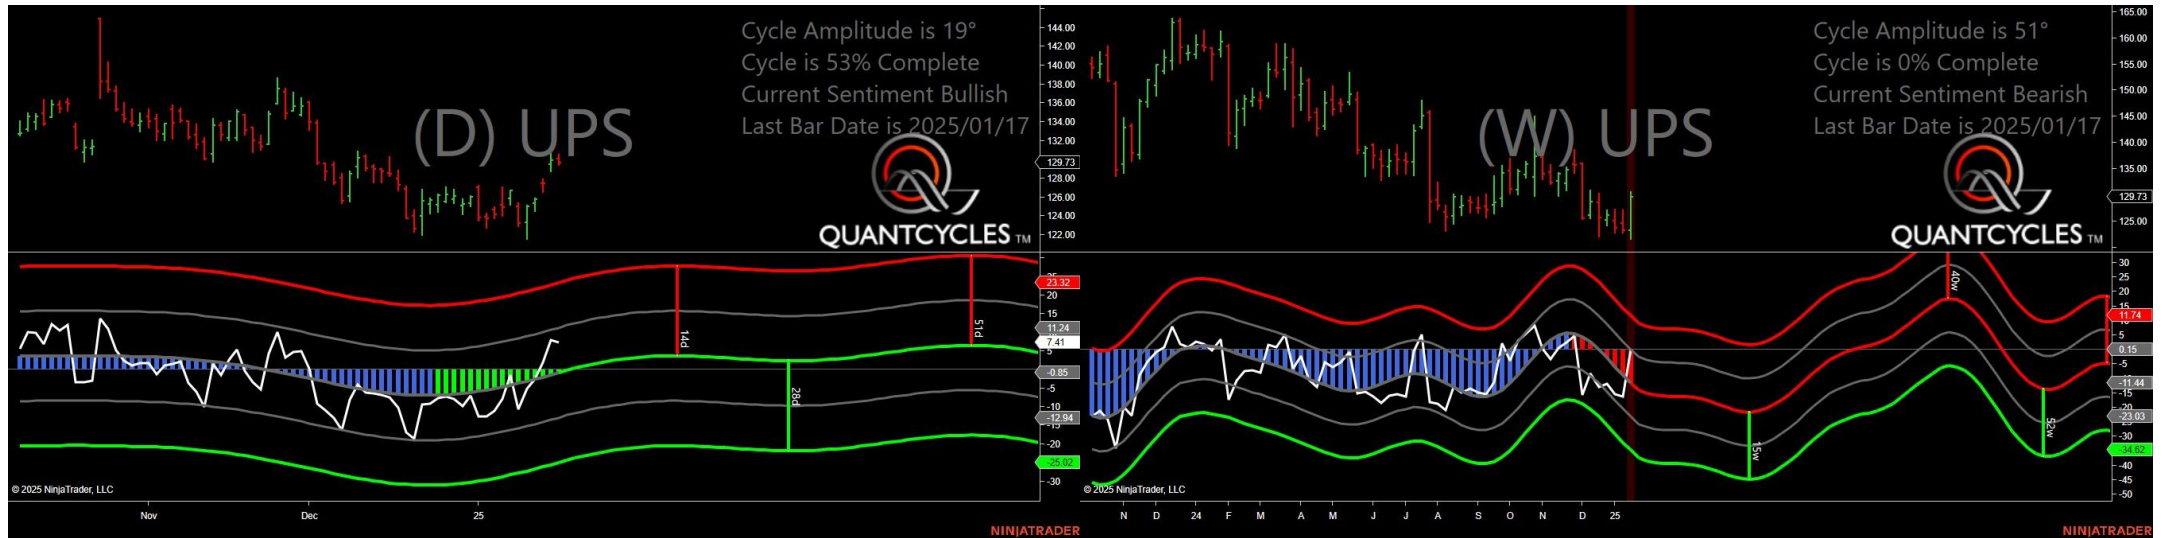 Cycle Amplitude is 19°
Cycle is 53% Complete
Current Sentiment Bullish
Last Bar Date is 2025/01/17
(D) UPS
QUANTCYCLES TM
144.00
142.00
140.00
138.00
136.00
134.00
132.00
129.73
128.00
126.00
124.00
122.00
23.32
20
15
11.24
7.41
5
-0.85
-5
-10
-12.94
-15
-20
-25.02
-30
14d
28d
51d
© 2025 NinjaTrader, LLC
Nov
Dec
25
NINJATRADER
Cycle Amplitude is 51°
Cycle is 0% Complete
Current Sentiment Bearish
Last Bar Date is 2025/01/17
(W) UPS
QUANTCYCLES TM
165.00
160.00
155.00
150.00
145.00
140.00
135.00
129.73
125.00
30
25
20
15
11.74
5
0.15
-5
-11.44
-15
-20
-23.03
-30
-34.62
-40
-45
-50
15w
40w
52w
© 2025 NinjaTrader, LLC
N D 24 F M A M J J A S O N D 25
NINJATRADER